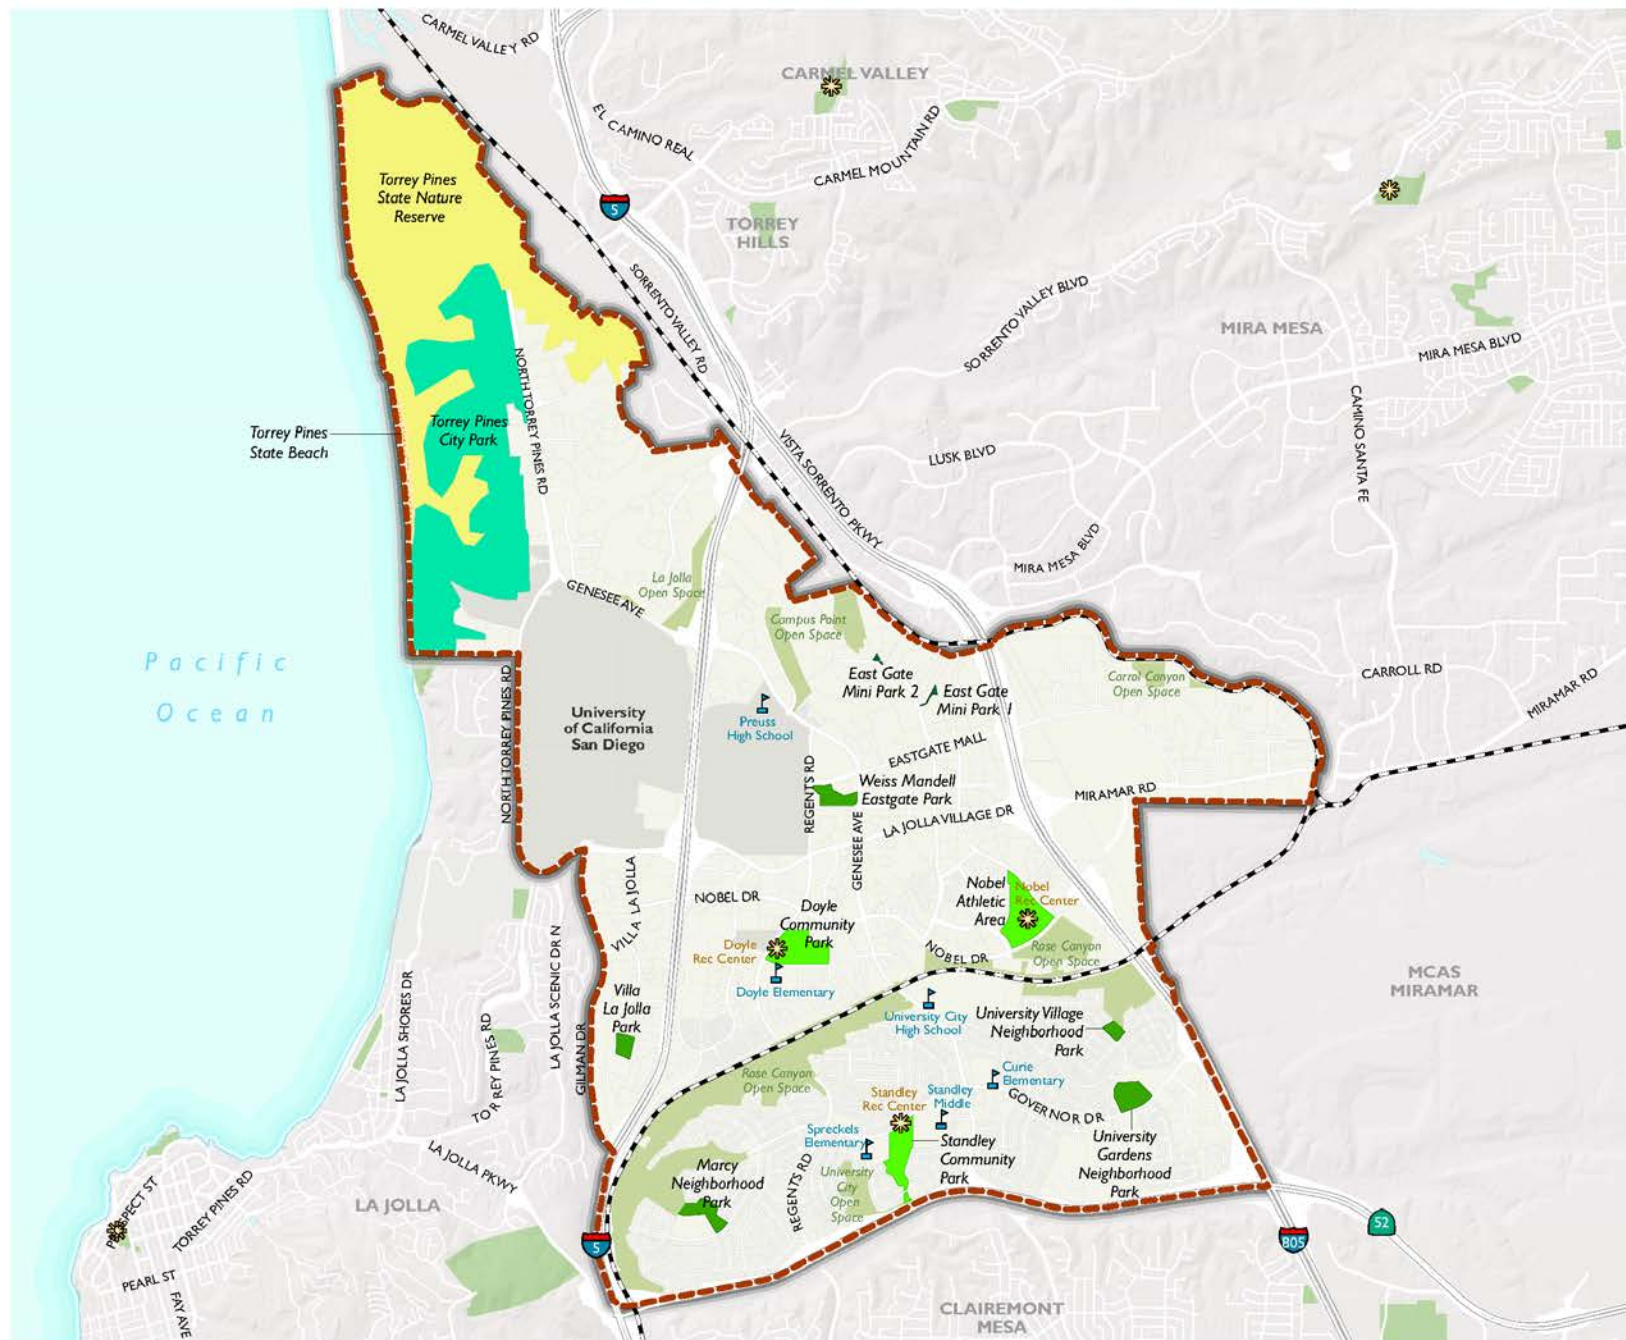 CARMEL VALLEY RD
CARMEL VALLEY
EL CAMINO REAL
CARMEL MOUNTAIN RD
Torrey Pines
State Nature
Reserve
5
TORREY
HILLS
SORRENTO VALLEY RD
SORRENTO VALLEY BLVD
MIRA MESA
MIRA MESA BLVD
NORTH TORREY PINES RD
CAMINO SANTA FE
Torrey Pines
City Park
Torrey Pines
State Beach
VISTA SORRENTO PKWY
LUSK BLVD
MIRA MESA BLVD
La Jolla
Open Space
GENESEE AVE
Campus Point
Open Space
Pacific
Ocean
NORTH TORREY PINES RD
University
of California
San Diego
East Gate
Mini Park 2
East Gate
Mini Park 1
Carrol Canyon
Open Space
CARROLL RD
MIRAMAR RD
Preuss
High School
EASTGATE MALL
REGENTS RD
Weiss Mandell
Eastgate Park
MIRAMAR RD
LA JOLLA VILLAGE DR
GENESEE AVE
VILLA LA JOLLA
NOBEL DR
Nobel
Athletic
Area
Nobel
Rec Center
Doyle
Community
Park
Doyle
Rec Center
NOBEL DR
Rose Canyon
Open Space
Doyle Elementary
MCAS
MIRAMAR
LA JOLLA SHORES DR
TORREY PINES RD
LA JOLLA SCENIC DR N
GILMAN DR
Villa
La Jolla
Park
University City
High School
University Village
Neighborhood
Park
Rose Canyon
Open Space
Curie
Elementary
Standley
Rec Center
Standley
Middle
GOVERNOR DR
Spreckels
Elementary
Standley
Community
Park
University
Gardens
Neighborhood
Park
University
City
Open
Space
REGENTS RD
Marcy
Neighborhood
Park
LA JOLLA PKWY
LA JOLLA
PROSPECT ST
TORREY PINES RD
PEARL ST
FAY AVE
5
805
52
CLAIREMONT
MESA